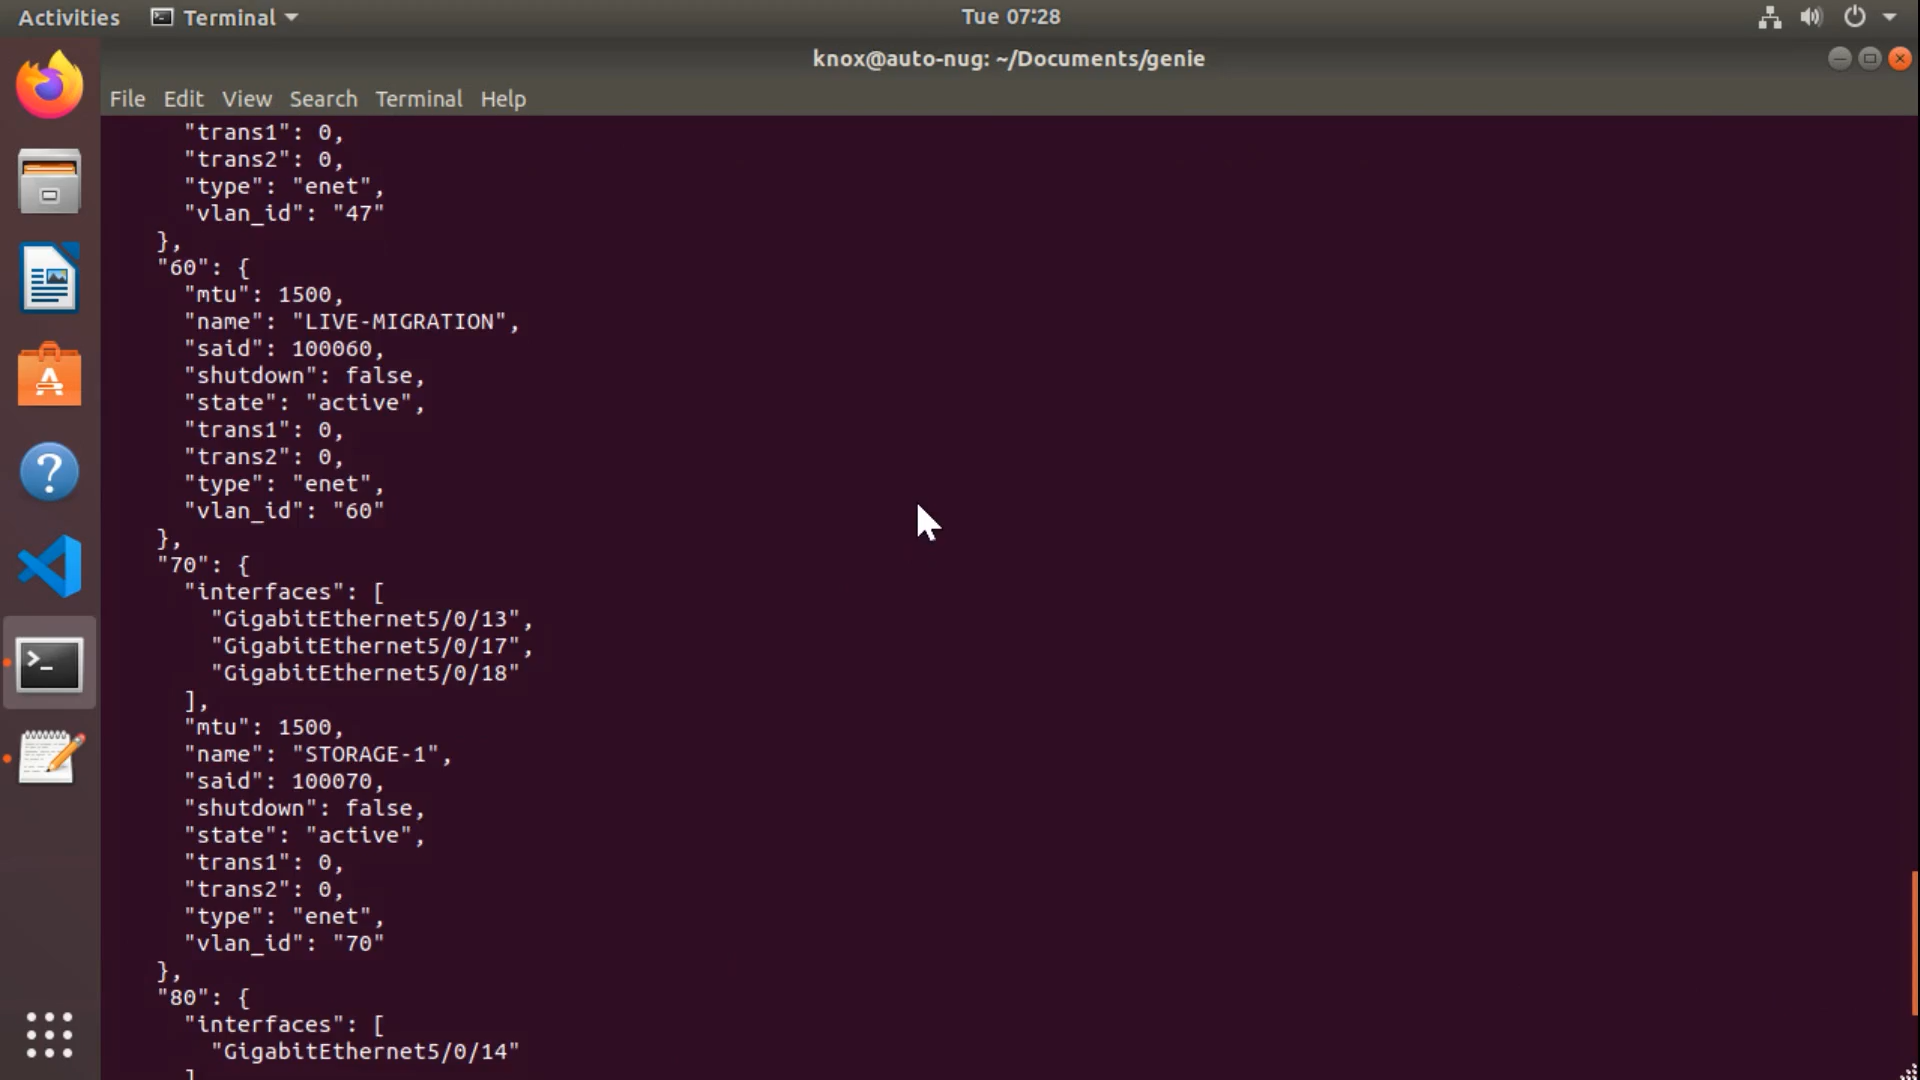 Activities Terminal Tue 07:28
knox@auto-nug: ~/Documents/genie
File Edit View Search Terminal Help
"trans1": 0,
"trans2": 0,
"type": "enet",
"vlan_id": "47"
},
"60": {
"mtu": 1500,
"name": "LIVE-MIGRATION",
"said": 100060,
"shutdown": false,
"state": "active",
"trans1": 0,
"trans2": 0,
"type": "enet",
"vlan_id": "60"
},
"70": {
"interfaces": [
"GigabitEthernet5/0/13",
"GigabitEthernet5/0/17",
"GigabitEthernet5/0/18"
],
"mtu": 1500,
"name": "STORAGE-1",
"said": 100070,
"shutdown": false,
"state": "active",
"trans1": 0,
"trans2": 0,
"type": "enet",
"vlan_id": "70"
},
"80": {
"interfaces": [
"GigabitEthernet5/0/14"
]